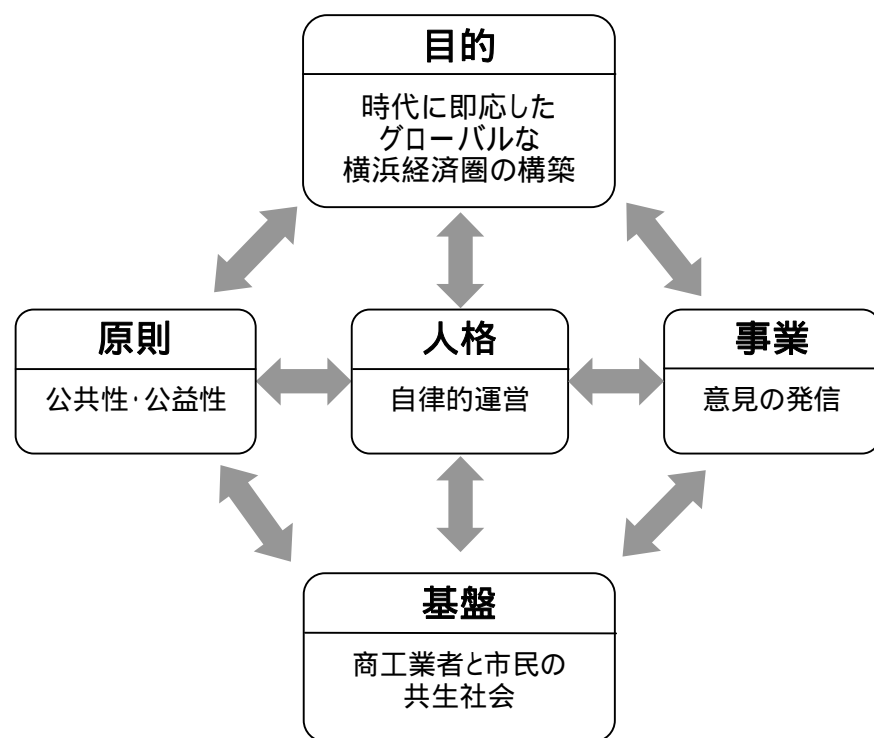 目的
時代に即応した
グローバルな
横浜経済圏の構築
原則
公共性・公益性
人格
自律的運営
事業
意見の発信
基盤
商工業者と市民の
共生社会